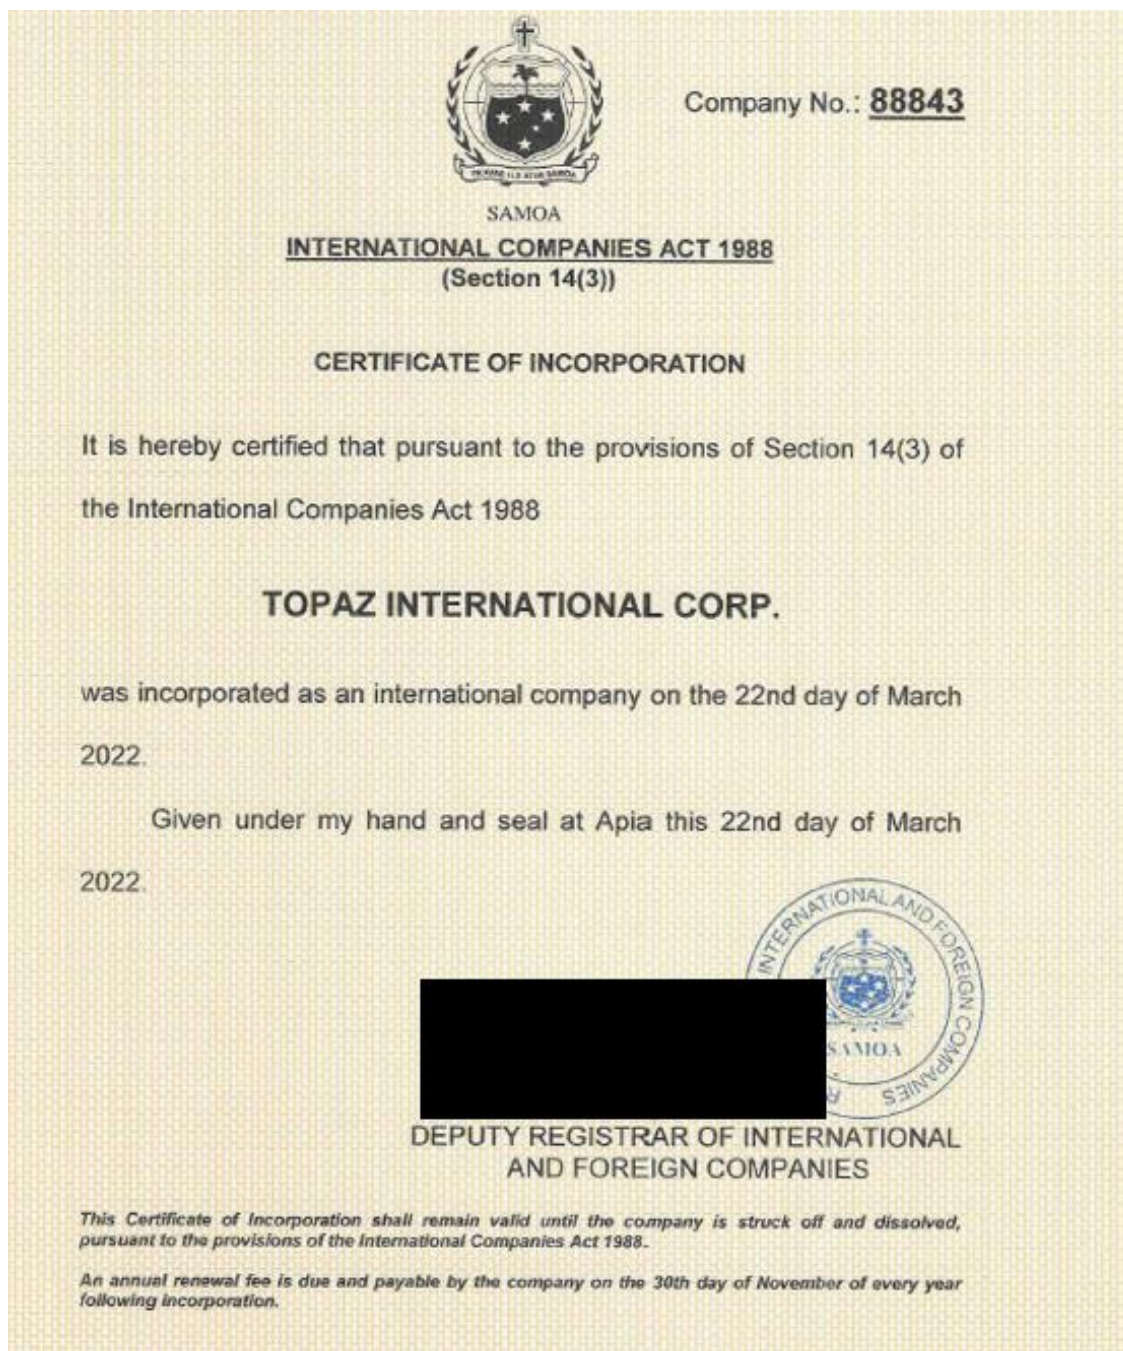 Company No.: 88843
SAMOA
INTERNATIONAL COMPANIES ACT 1988
(Section 14(3))
CERTIFICATE OF INCORPORATION
It is hereby certified that pursuant to the provisions of Section 14(3) of
the International Companies Act 1988
TOPAZ INTERNATIONAL CORP.
was incorporated as an international company on the 22nd day of March
2022.
Given under my hand and seal at Apia this 22nd day of March
2022.
INTERNATIONAL AND FOREIGN COMPANIES
SAMOA
DEPUTY REGISTRAR OF INTERNATIONAL
AND FOREIGN COMPANIES
This Certificate of Incorporation shall remain valid until the company is struck off and dissolved,
pursuant to the provisions of the International Companies Act 1988.
An annual renewal fee is due and payable by the company on the 30th day of November of every year
following incorporation.